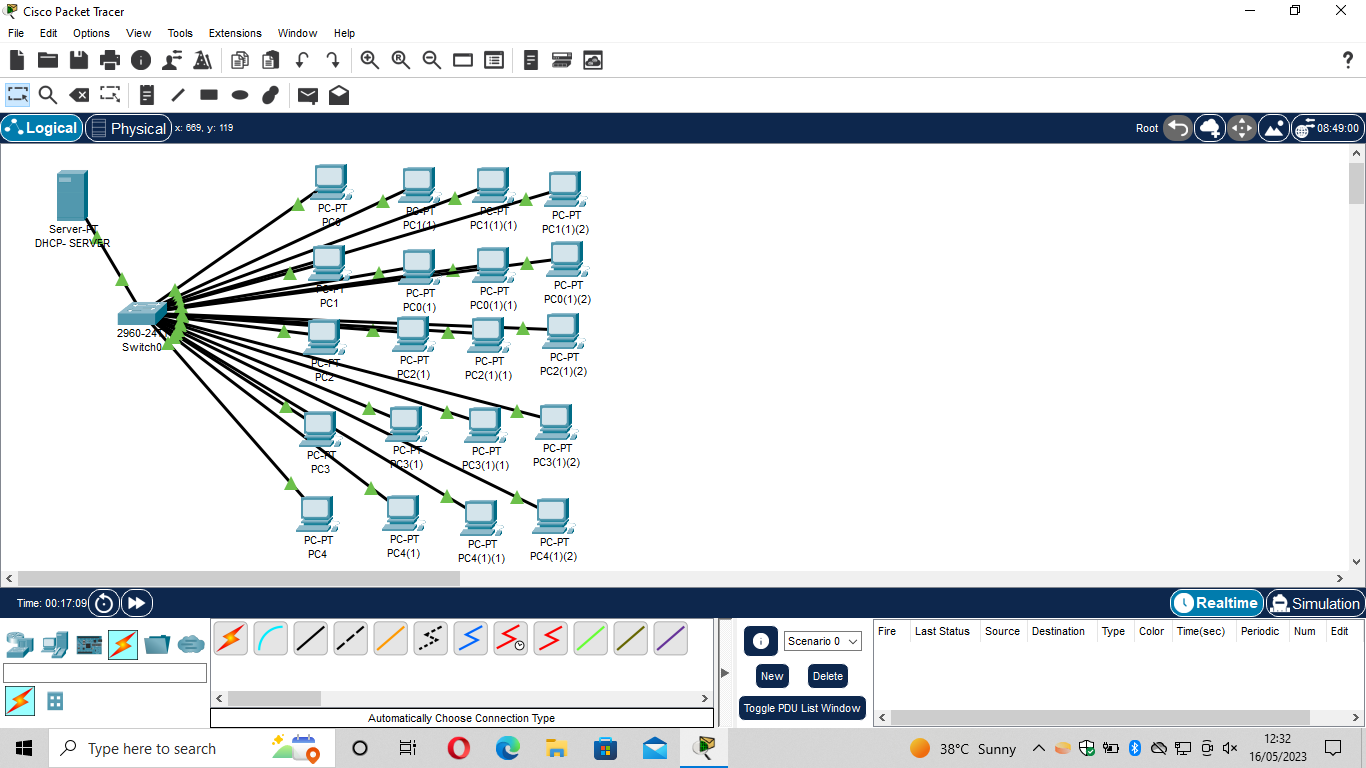 Cisco Packet Tracer
File Edit Options View Tools Extensions Window Help
Logical Physical x: 669, y: 119 Root 08:49:00
Server-PT
DHCP- SERVER
2960-24
Switch0
PC-PT
PC0
PC-PT
PC1(1)
PC-PT
PC1(1)(1)
PC-PT
PC1(1)(2)
PC-PT
PC1
PC-PT
PC0(1)
PC-PT
PC0(1)(1)
PC-PT
PC0(1)(2)
PC-PT
PC2
PC-PT
PC2(1)
PC-PT
PC2(1)(1)
PC-PT
PC2(1)(2)
PC-PT
PC3
PC-PT
PC3(1)
PC-PT
PC3(1)(1)
PC-PT
PC3(1)(2)
PC-PT
PC4
PC-PT
PC4(1)
PC-PT
PC4(1)(1)
PC-PT
PC4(1)(2)
Time: 00:17:09 Realtime Simulation
Scenario 0
New Delete
Toggle PDU List Window
Fire Last Status Source Destination Type Color Time(sec) Periodic Num Edit
Automatically Choose Connection Type
Type here to search
38°C Sunny
12:32
16/05/2023